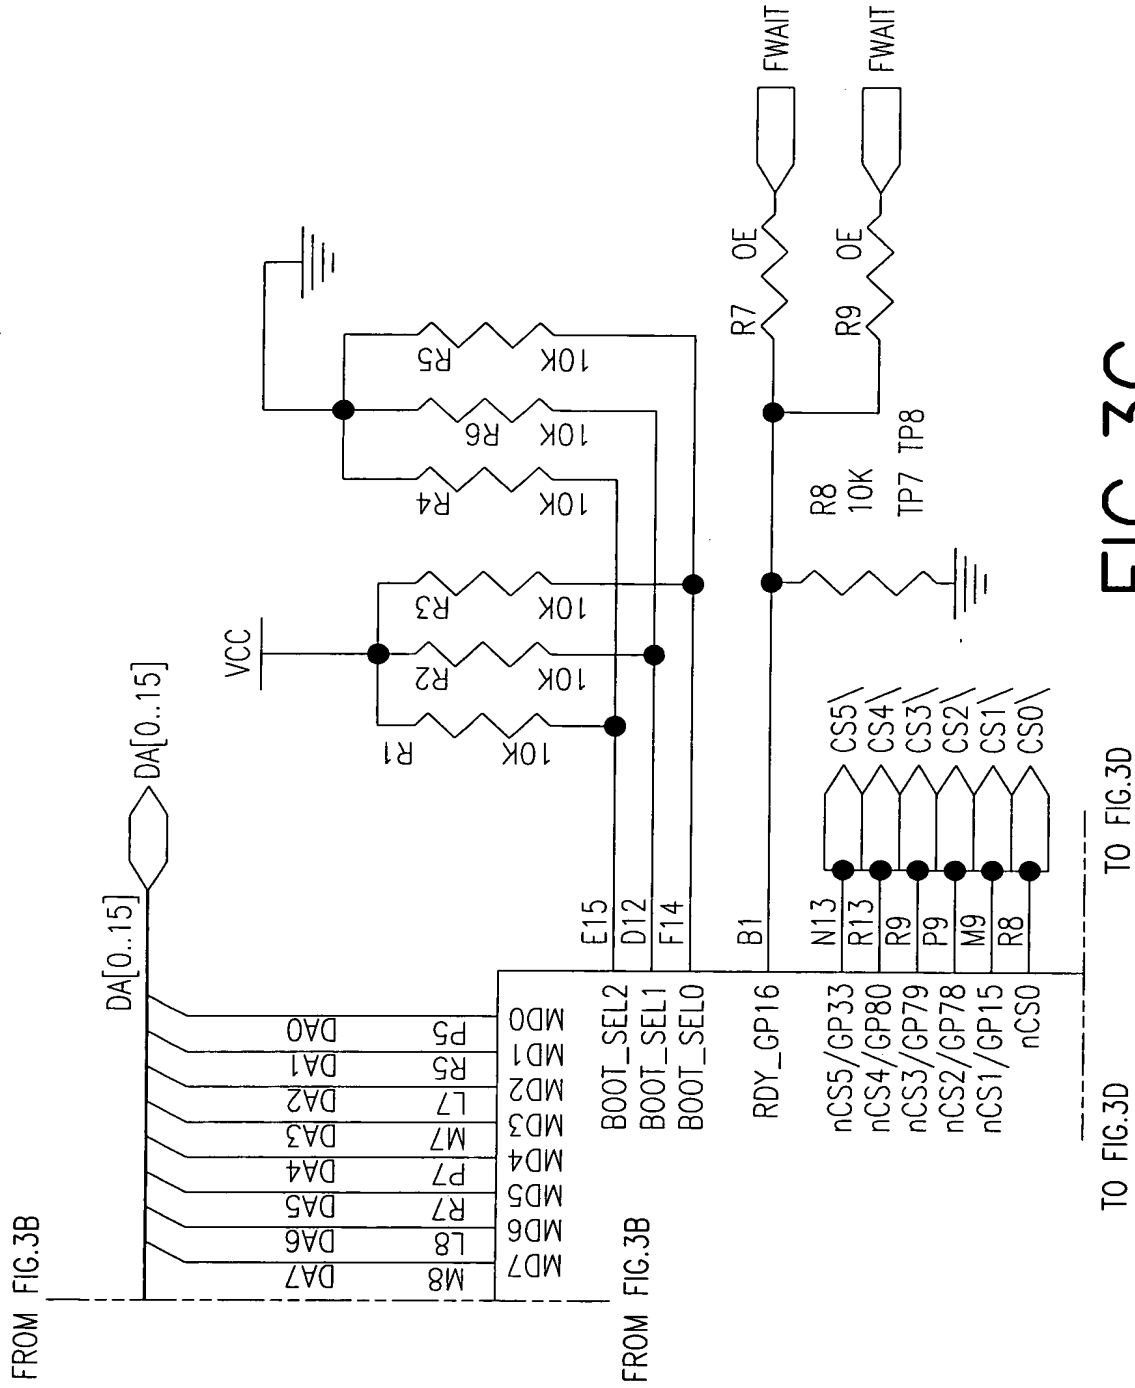 FROM FIG.3B
DA[0..15]
DA[0..15]
DA7
DA6
DA5
DA4
DA3
DA2
DA1
DA0
M8
L8
R7
P7
M7
L7
R5
P5
MD7
MD6
MD5
MD4
MD3
MD2
MD1
MD0
FROM FIG.3B
VCC
R1
10K
R2
10K
R3
10K
R4
10K
R6
10K
R5
10K
BOOT_SEL2
E15
BOOT_SEL1
D12
BOOT_SEL0
F14
RDY_GP16
B1
R7
0E
FWAIT
R9
0E
FWAIT
R8
10K
TP7 TP8
nCS5/GP33
N13
CS5\
nCS4/GP80
R13
CS4\
nCS3/GP79
R9
CS3\
nCS2/GP78
P9
CS2\
nCS1/GP15
M9
CS1\
nCS0
R8
CS0\
TO FIG.3D
TO FIG.3D